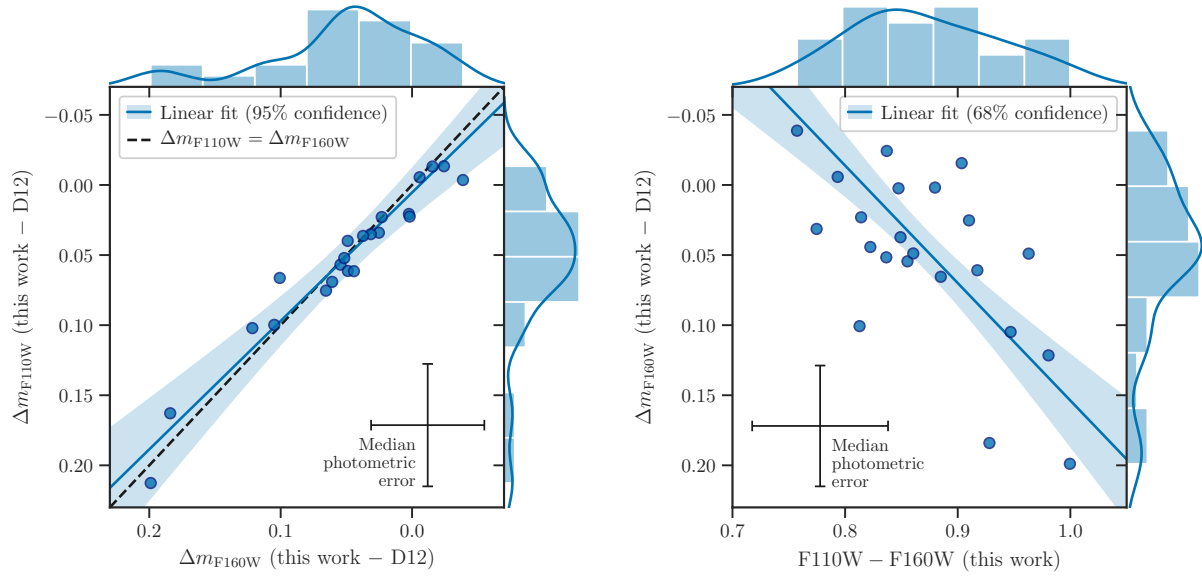 Linear fit (95% confidence)
Δm_F110W = Δm_F160W
−0.05
0.00
0.05
0.10
0.15
0.20
Δm_F110W (this work − D12)
Median
photometric
error
0.2
0.1
0.0
Δm_F160W (this work − D12)
Linear fit (68% confidence)
−0.05
0.00
0.05
0.10
0.15
0.20
Δm_F160W (this work − D12)
Median
photometric
error
0.7
0.8
0.9
1.0
F110W − F160W (this work)